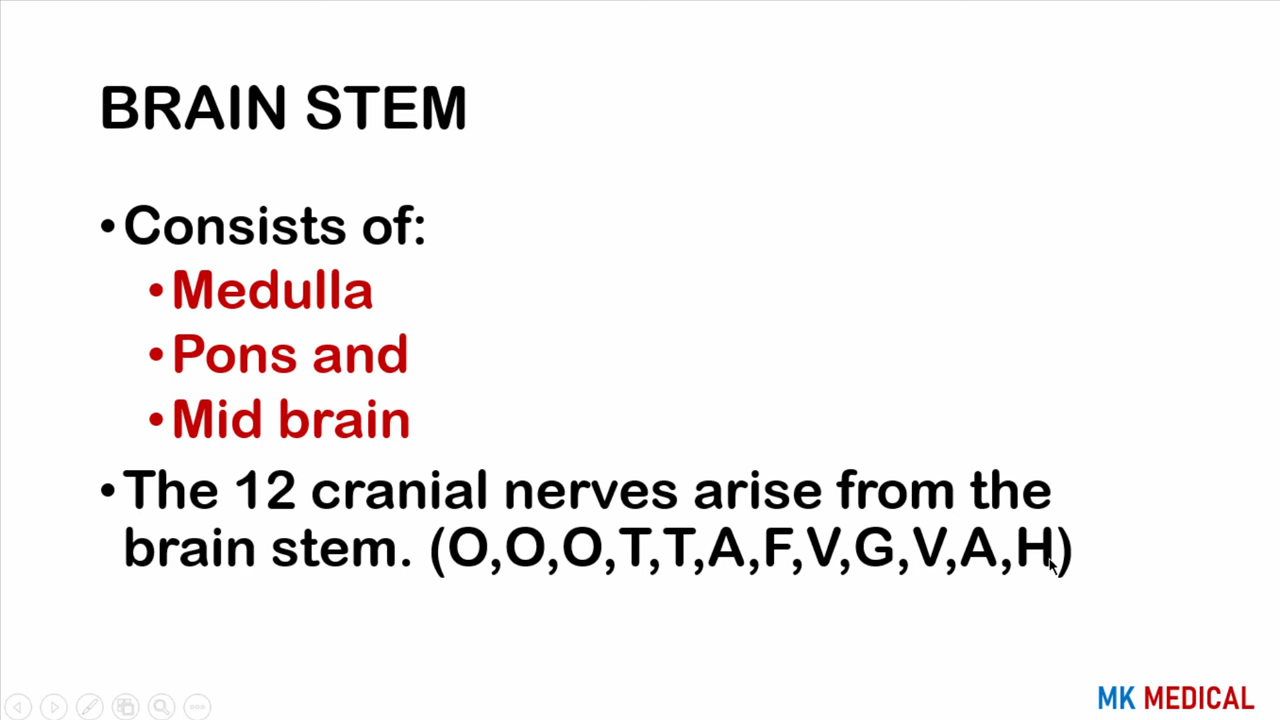 BRAIN STEM
•Consists of:
•Medulla
•Pons and
•Mid brain
•The 12 cranial nerves arise from the
brain stem. (O,O,O,T,T,A,F,V,G,V,A,H)
MK MEDICAL